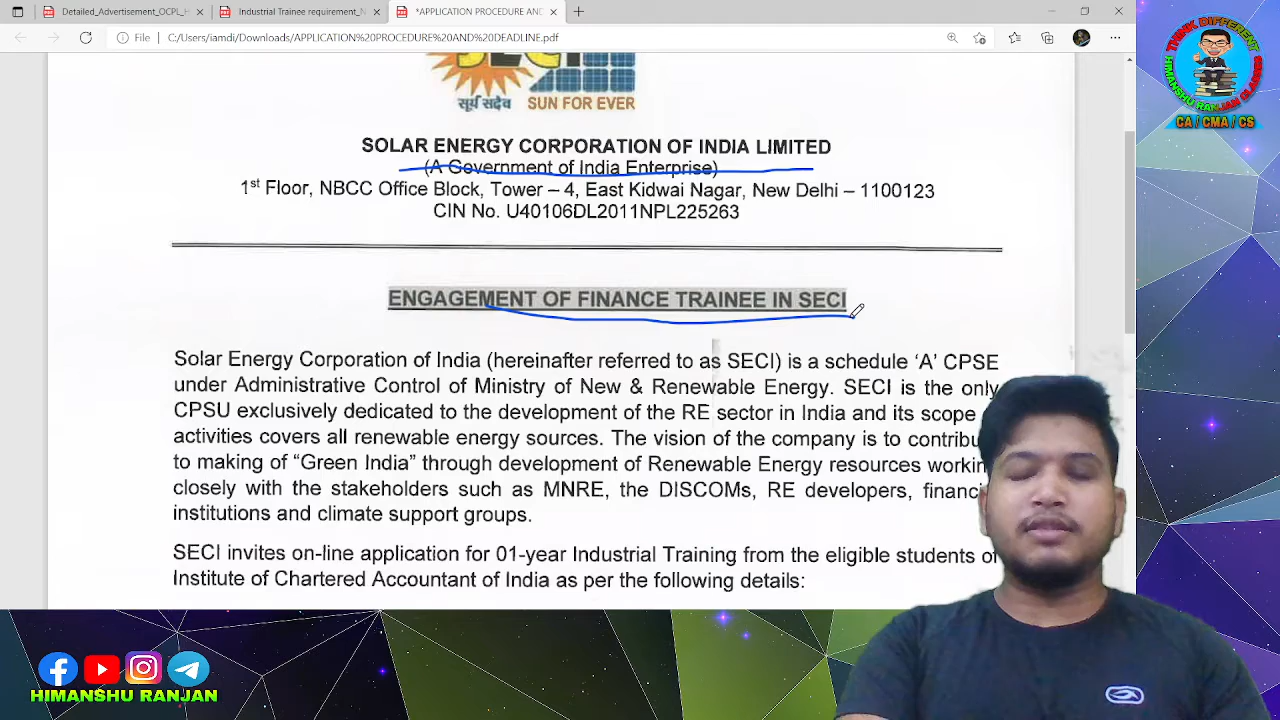 Detailed_Advertisement_OCPL_H
Industrial Trainee requirement_N
*APPLICATION PROCEDURE AND
File
C:/Users/iamdi/Downloads/APPLICATION%20PROCEDURE%20AND%20DEADLINE.pdf
THINK DIFFERENT
HIMANSHU RANJAN CLASSES
CA / CMA / CS
सूर्य सदैव SUN FOR EVER
SOLAR ENERGY CORPORATION OF INDIA LIMITED
(A Government of India Enterprise)
1st Floor, NBCC Office Block, Tower – 4, East Kidwai Nagar, New Delhi – 1100123
CIN No. U40106DL2011NPL225263
ENGAGEMENT OF FINANCE TRAINEE IN SECI
Solar Energy Corporation of India (hereinafter referred to as SECI) is a schedule ‘A’ CPSE
under Administrative Control of Ministry of New & Renewable Energy. SECI is the only
CPSU exclusively dedicated to the development of the RE sector in India and its scope
activities covers all renewable energy sources. The vision of the company is to contribu
to making of “Green India” through development of Renewable Energy resources workin
closely with the stakeholders such as MNRE, the DISCOMs, RE developers, financi
institutions and climate support groups.
SECI invites on-line application for 01-year Industrial Training from the eligible students of
Institute of Chartered Accountant of India as per the following details:
HIMANSHU RANJAN